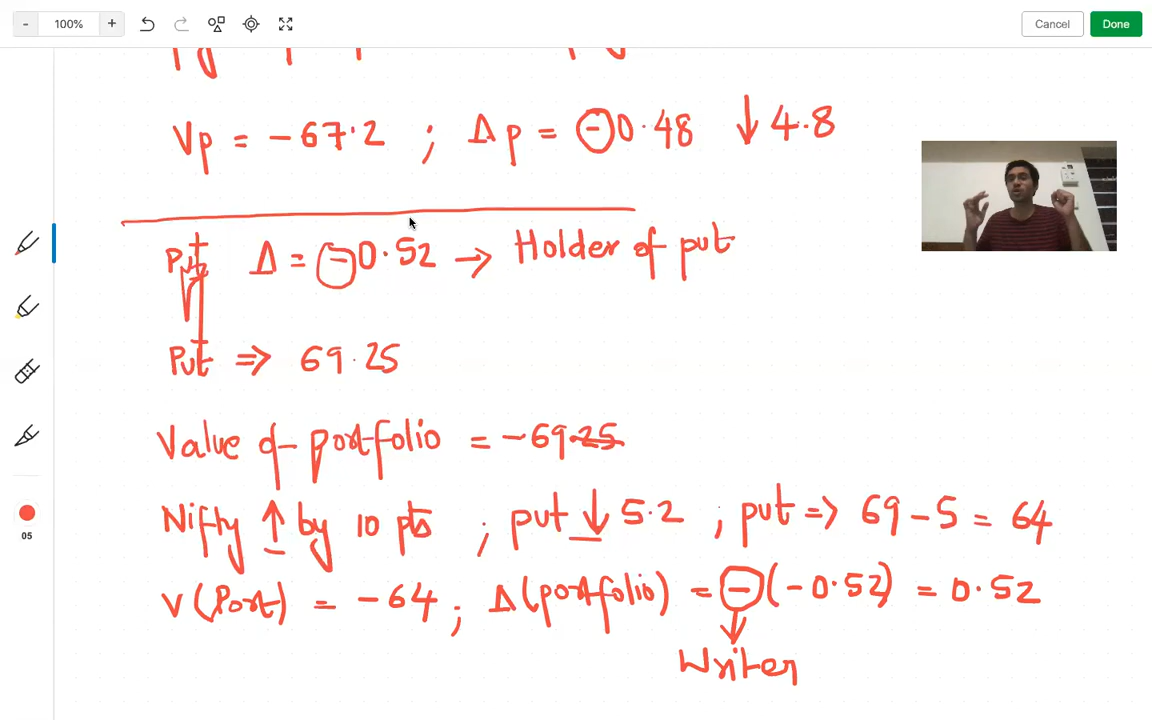 100%
Cancel
Done
Vp = -67.2 ; Δp = -0.48 ↓ 4.8
Put Δ = -0.52 → Holder of put
Put ⇒ 69.25
Value of portfolio = -69.25
Nifty ↑ by 10 pts ; put ↓ 5.2 ; put ⇒ 69 - 5 = 64
V(Port) = -64 ; Δ(portfolio) = -(-0.52) = 0.52
Writer
05